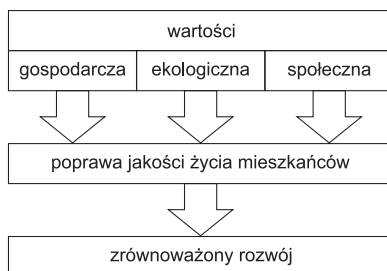 wartości
gospodarcza ekologiczna społeczna
poprawa jakości życia mieszkańców
zrównoważony rozwój